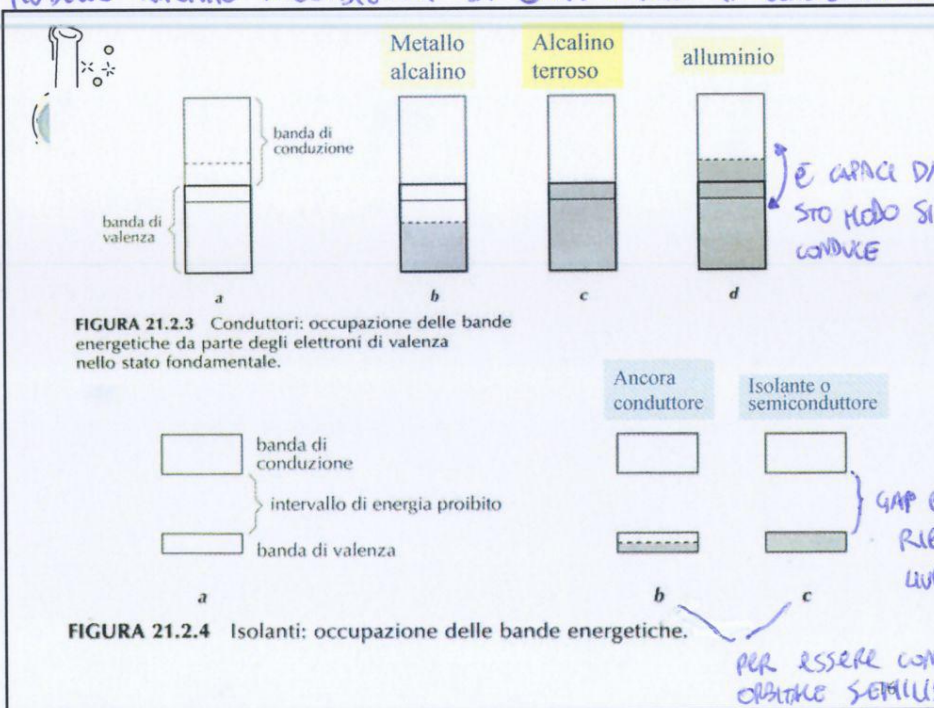 Metallo
alcalino
Alcalino
terroso
alluminio
banda di
conduzione
banda di
valenza
È CAPACE
STO MODO SI
CONDUCE
a
b
c
d
FIGURA 21.2.3 Conduttori: occupazione delle bande
energetiche da parte degli elettroni di valenza
nello stato fondamentale.
Ancora
conduttore
Isolante o
semiconduttore
banda di
conduzione
intervallo di energia proibito
banda di valenza
GAP
a
b
c
FIGURA 21.2.4 Isolanti: occupazione delle bande energetiche.
PER ESSERE
ORBITALE